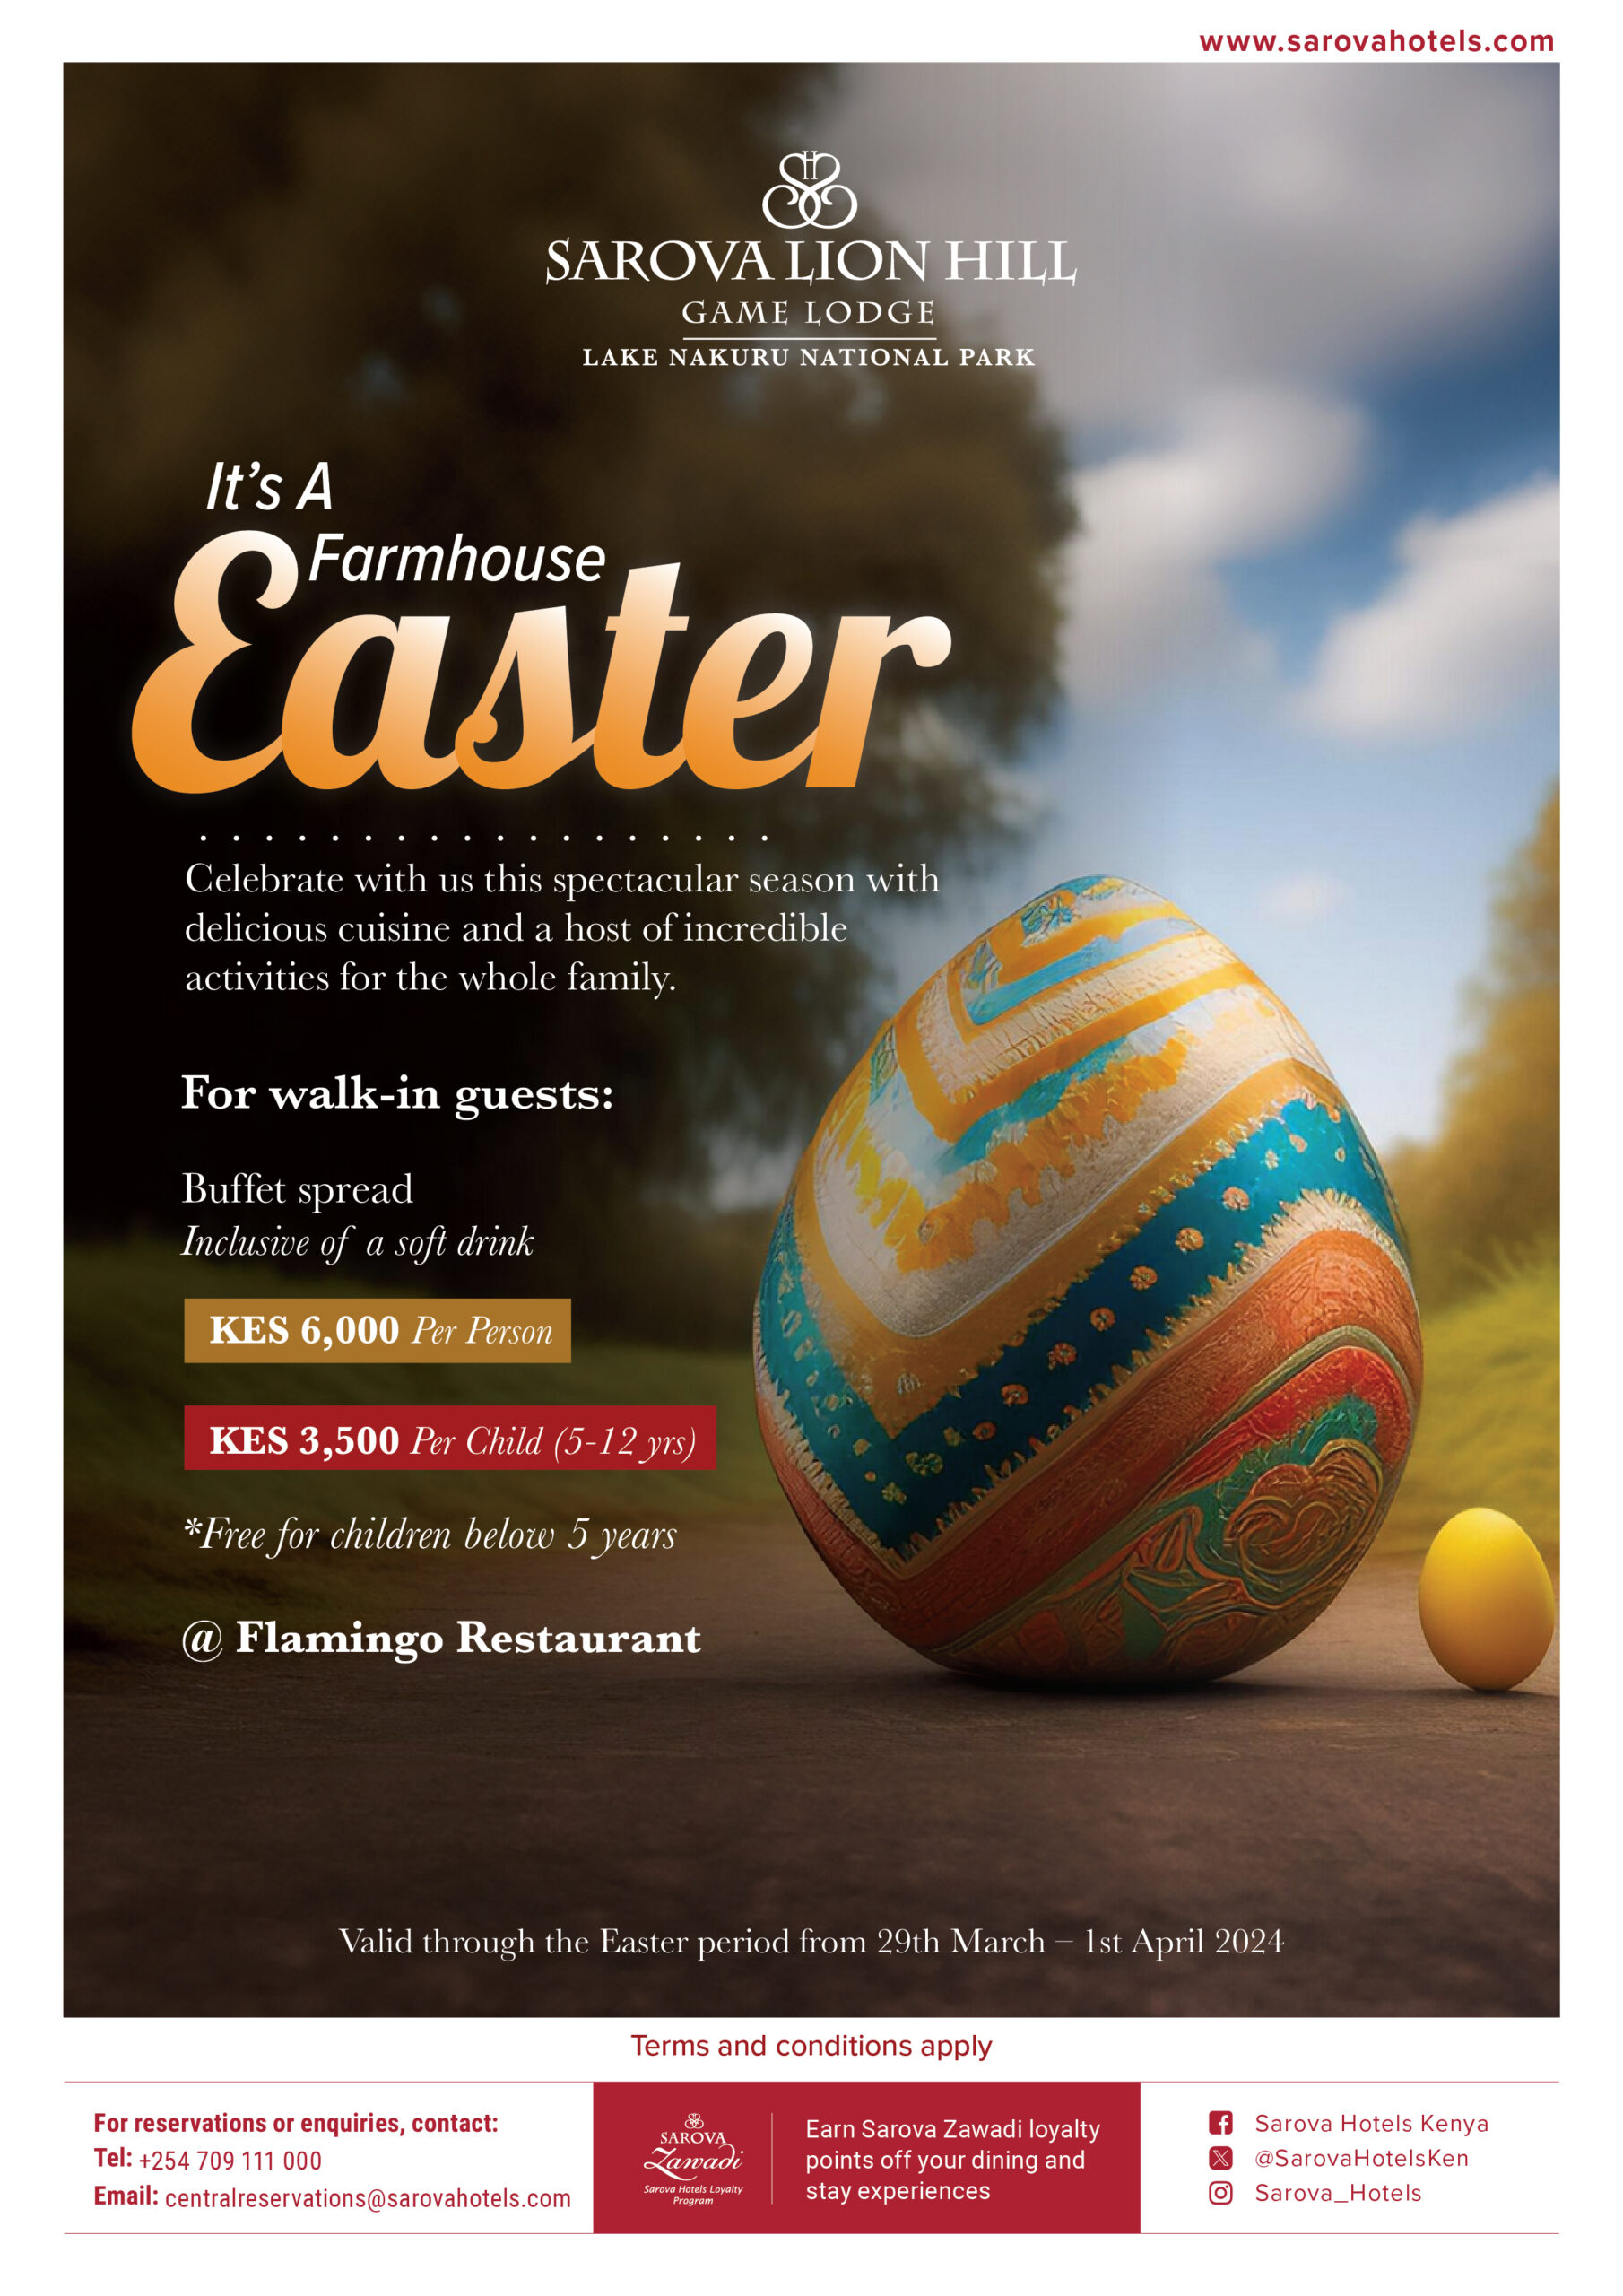 www.sarovahotels.com
SAROVA LION HILL
GAME LODGE
LAKE NAKURU NATIONAL PARK
It's A
Farmhouse
Easter
Celebrate with us this spectacular season with
delicious cuisine and a host of incredible
activities for the whole family.
For walk-in guests:
Buffet spread
Inclusive of a soft drink
KES 6,000 Per Person
KES 3,500 Per Child (5-12 yrs)
*Free for children below 5 years
@ Flamingo Restaurant
Valid through the Easter period from 29th March – 1st April 2024
Terms and conditions apply
For reservations or enquiries, contact:
Tel: +254 709 111 000
Email: centralreservations@sarovahotels.com
SAROVA
Zawadi
Sarova Hotels Loyalty
Program
Earn Sarova Zawadi loyalty
points off your dining and
stay experiences
Sarova Hotels Kenya
@SarovaHotelsKen
Sarova_Hotels